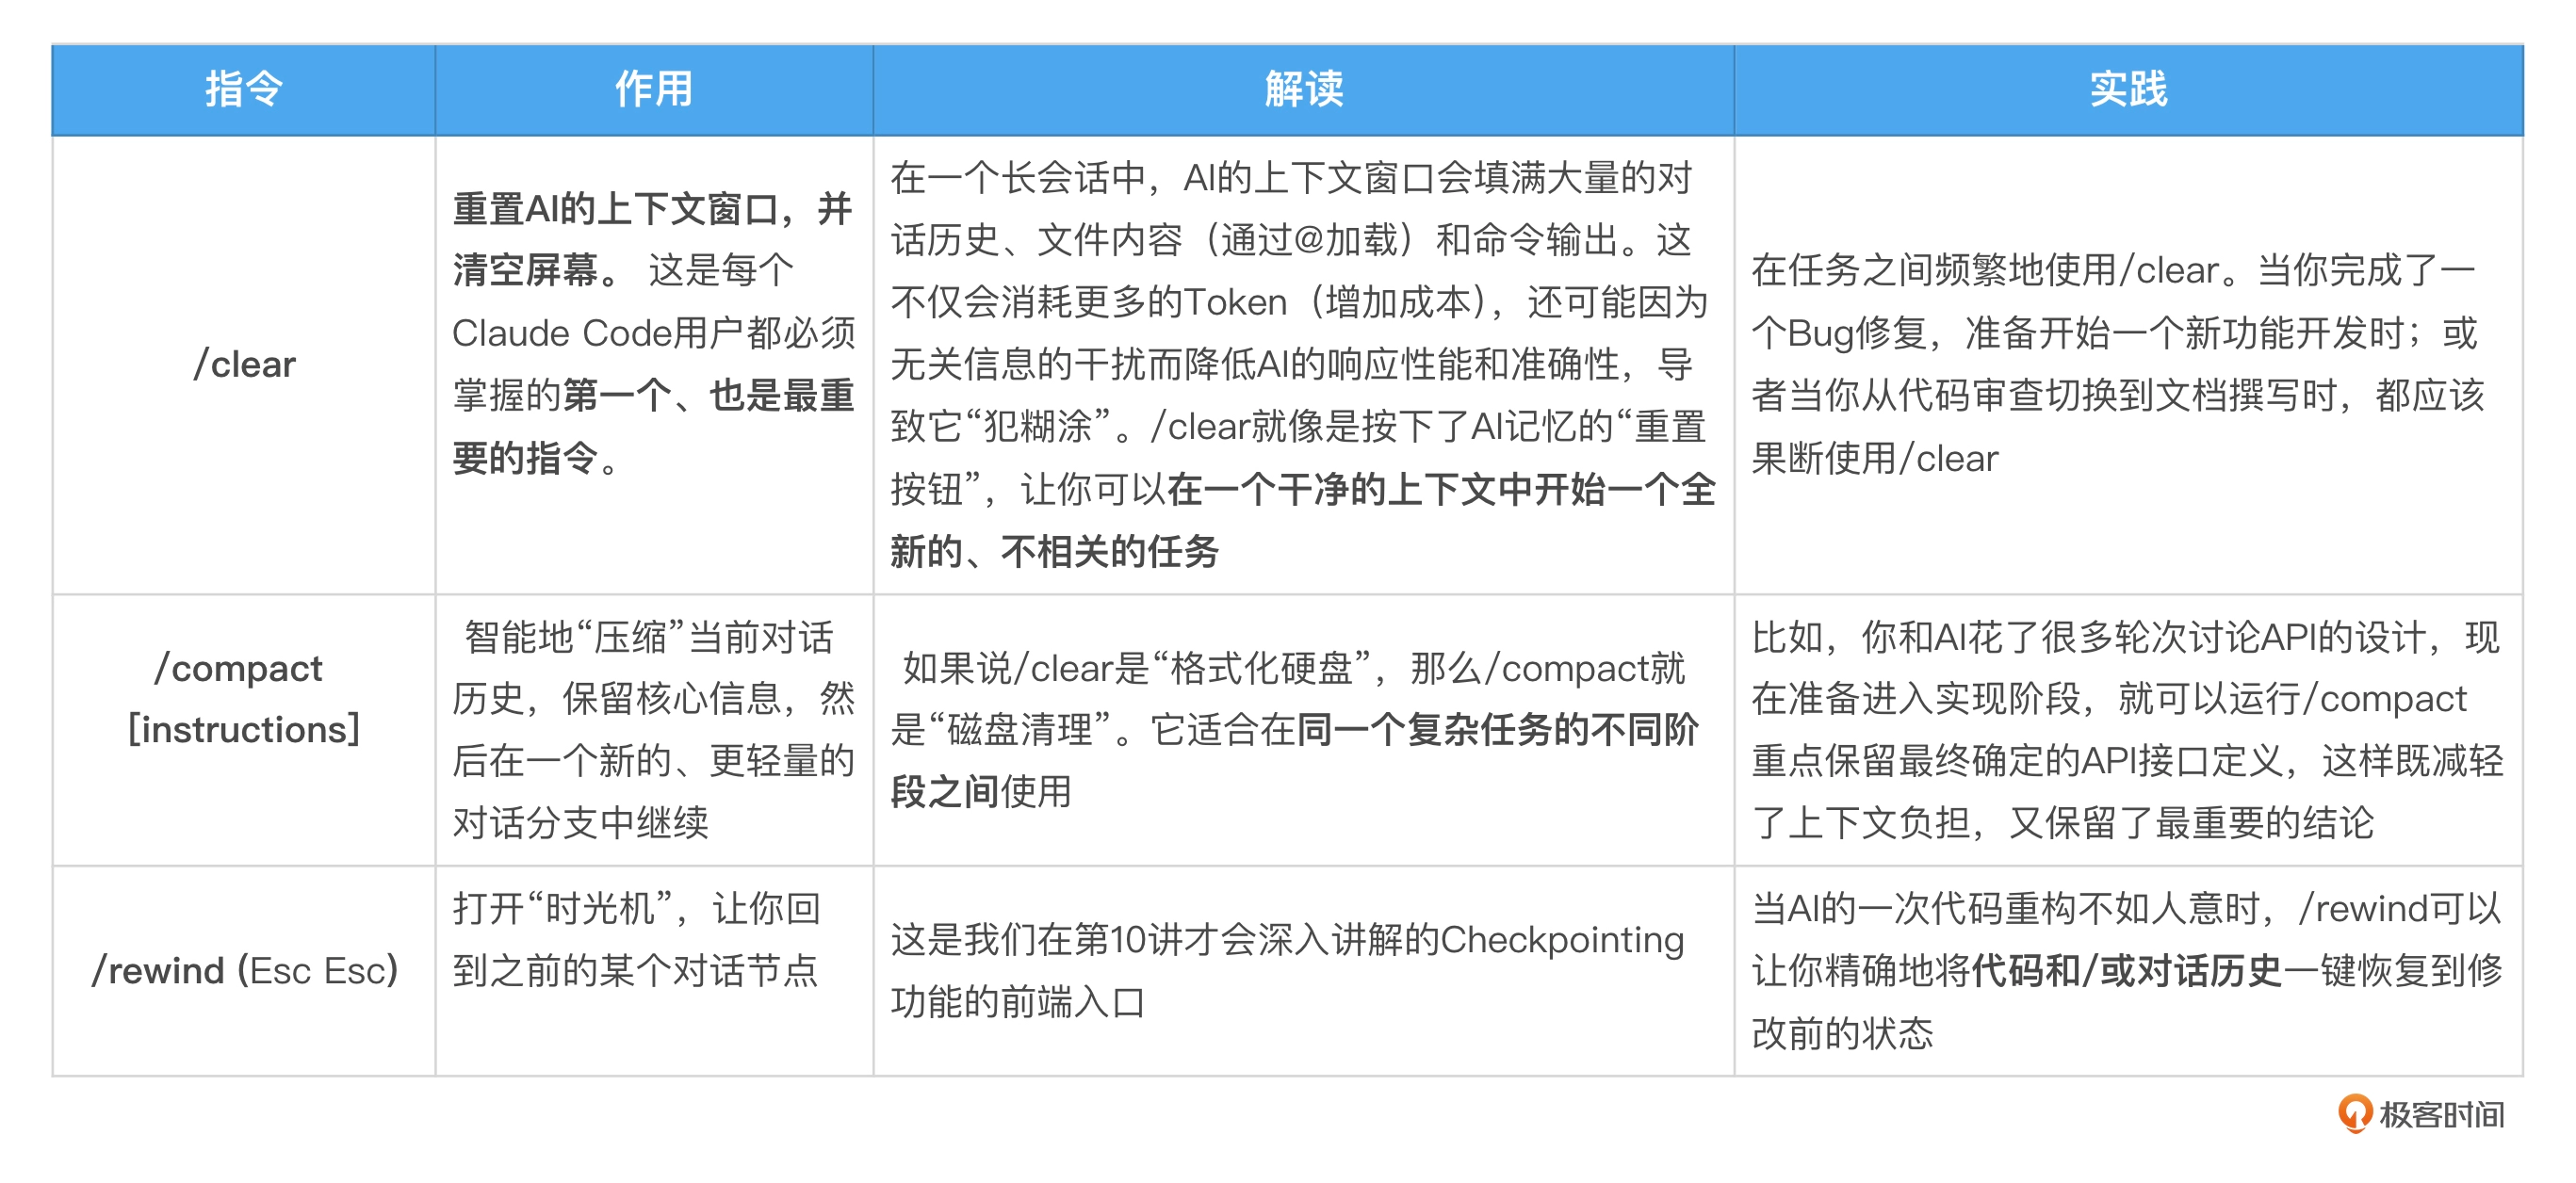 指令
作用
解读
实践
/clear
重置AI的上下文窗口，并
清空屏幕。 这是每个
Claude Code用户都必须
掌握的第一个、也是最重
要的指令。
在一个长会话中，AI的上下文窗口会填满大量的对
话历史、文件内容（通过@加载）和命令输出。这
不仅会消耗更多的Token（增加成本），还可能因为
无关信息的干扰而降低AI的响应性能和准确性，导
致它“犯糊涂”。/clear就像是按下了AI记忆的“重置
按钮”，让你可以在一个干净的上下文中开始一个全
新的、不相关的任务
在任务之间频繁地使用/clear。当你完成了一
个Bug修复，准备开始一个新功能开发时；或
者当你从代码审查切换到文档撰写时，都应该
果断使用/clear
/compact
[instructions]
智能地“压缩”当前对话
历史，保留核心信息，然
后在一个新的、更轻量的
对话分支中继续
如果说/clear是“格式化硬盘”，那么/compact就
是“磁盘清理”。它适合在同一个复杂任务的不同阶
段之间使用
比如，你和AI花了很多轮次讨论API的设计，现
在准备进入实现阶段，就可以运行/compact
重点保留最终确定的API接口定义，这样既减轻
了上下文负担，又保留了最重要的结论
/rewind (Esc Esc)
打开“时光机”，让你回
到之前的某个对话节点
这是我们在第10讲才会深入讲解的Checkpointing
功能的前端入口
当AI的一次代码重构不如人意时，/rewind可以
让你精确地将代码和/或对话历史一键恢复到修
改前的状态
极客时间